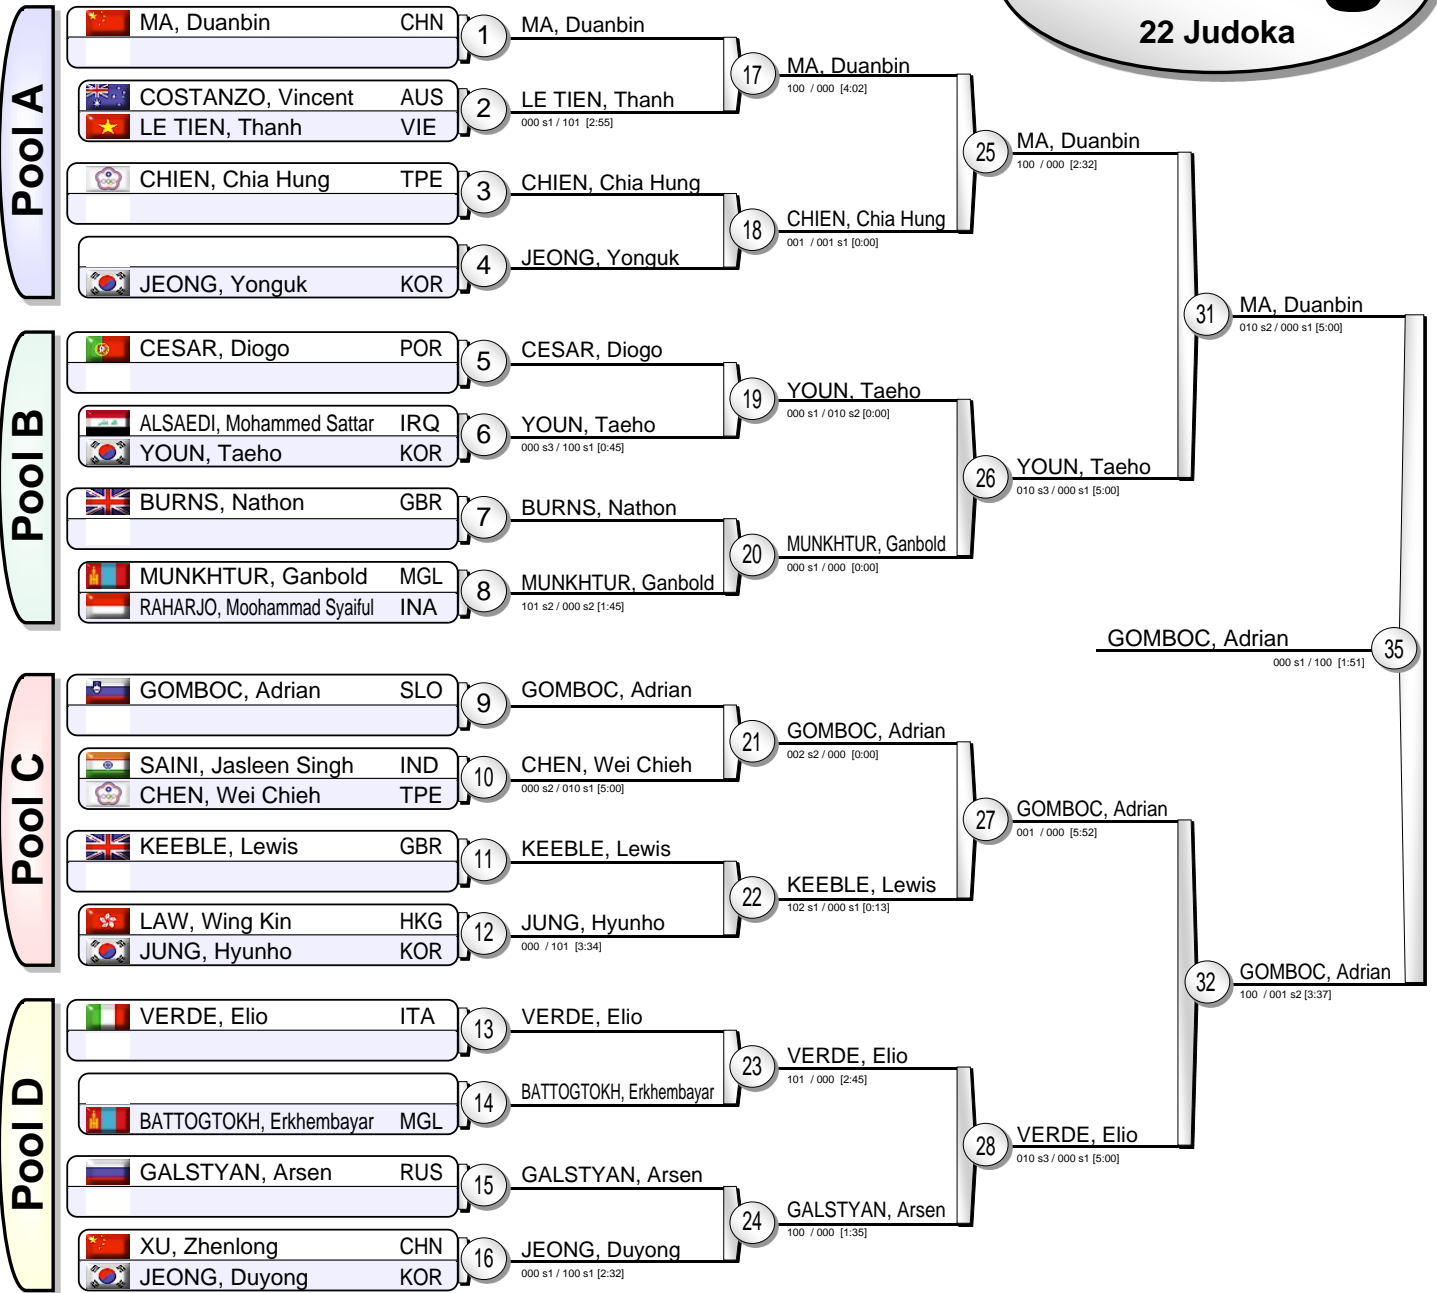 22 Judoka
Pool A
MA, Duanbin CHN
1
COSTANZO, Vincent AUS
LE TIEN, Thanh VIE
2
CHIEN, Chia Hung TPE
3
JEONG, Yonguk KOR
4
Pool B
CESAR, Diogo POR
5
ALSAEDI, Mohammed Sattar IRQ
YOUN, Taeho KOR
6
BURNS, Nathon GBR
7
MUNKHTUR, Ganbold MGL
RAHARJO, Moohammad Syaiful INA
8
Pool C
GOMBOC, Adrian SLO
9
SAINI, Jasleen Singh IND
CHEN, Wei Chieh TPE
10
KEEBLE, Lewis GBR
11
LAW, Wing Kin HKG
JUNG, Hyunho KOR
12
Pool D
VERDE, Elio ITA
13
BATTOGTOKH, Erkhembayar MGL
14
GALSTYAN, Arsen RUS
15
XU, Zhenlong CHN
JEONG, Duyong KOR
16
MA, Duanbin
LE TIEN, Thanh
000 s1 / 101 [2:55]
CHIEN, Chia Hung
JEONG, Yonguk
CESAR, Diogo
YOUN, Taeho
000 s3 / 100 s1 [0:45]
BURNS, Nathon
MUNKHTUR, Ganbold
101 s2 / 000 s2 [1:45]
GOMBOC, Adrian
CHEN, Wei Chieh
000 s2 / 010 s1 [5:00]
KEEBLE, Lewis
JUNG, Hyunho
000 / 101 [3:34]
VERDE, Elio
BATTOGTOKH, Erkhembayar
GALSTYAN, Arsen
JEONG, Duyong
000 s1 / 100 s1 [2:32]
17
MA, Duanbin
100 / 000 [4:02]
18
CHIEN, Chia Hung
001 / 001 s1 [0:00]
19
YOUN, Taeho
000 s1 / 010 s2 [0:00]
20
MUNKHTUR, Ganbold
000 s1 / 000 [0:00]
21
GOMBOC, Adrian
002 s2 / 000 [0:00]
22
KEEBLE, Lewis
102 s1 / 000 s1 [0:13]
23
VERDE, Elio
101 / 000 [2:45]
24
GALSTYAN, Arsen
100 / 000 [1:35]
25
MA, Duanbin
100 / 000 [2:32]
26
YOUN, Taeho
010 s3 / 000 s1 [5:00]
27
GOMBOC, Adrian
001 / 000 [5:52]
28
VERDE, Elio
010 s3 / 000 s1 [5:00]
31
MA, Duanbin
010 s2 / 000 s1 [5:00]
32
GOMBOC, Adrian
100 / 001 s2 [3:37]
GOMBOC, Adrian
35
000 s1 / 100 [1:51]